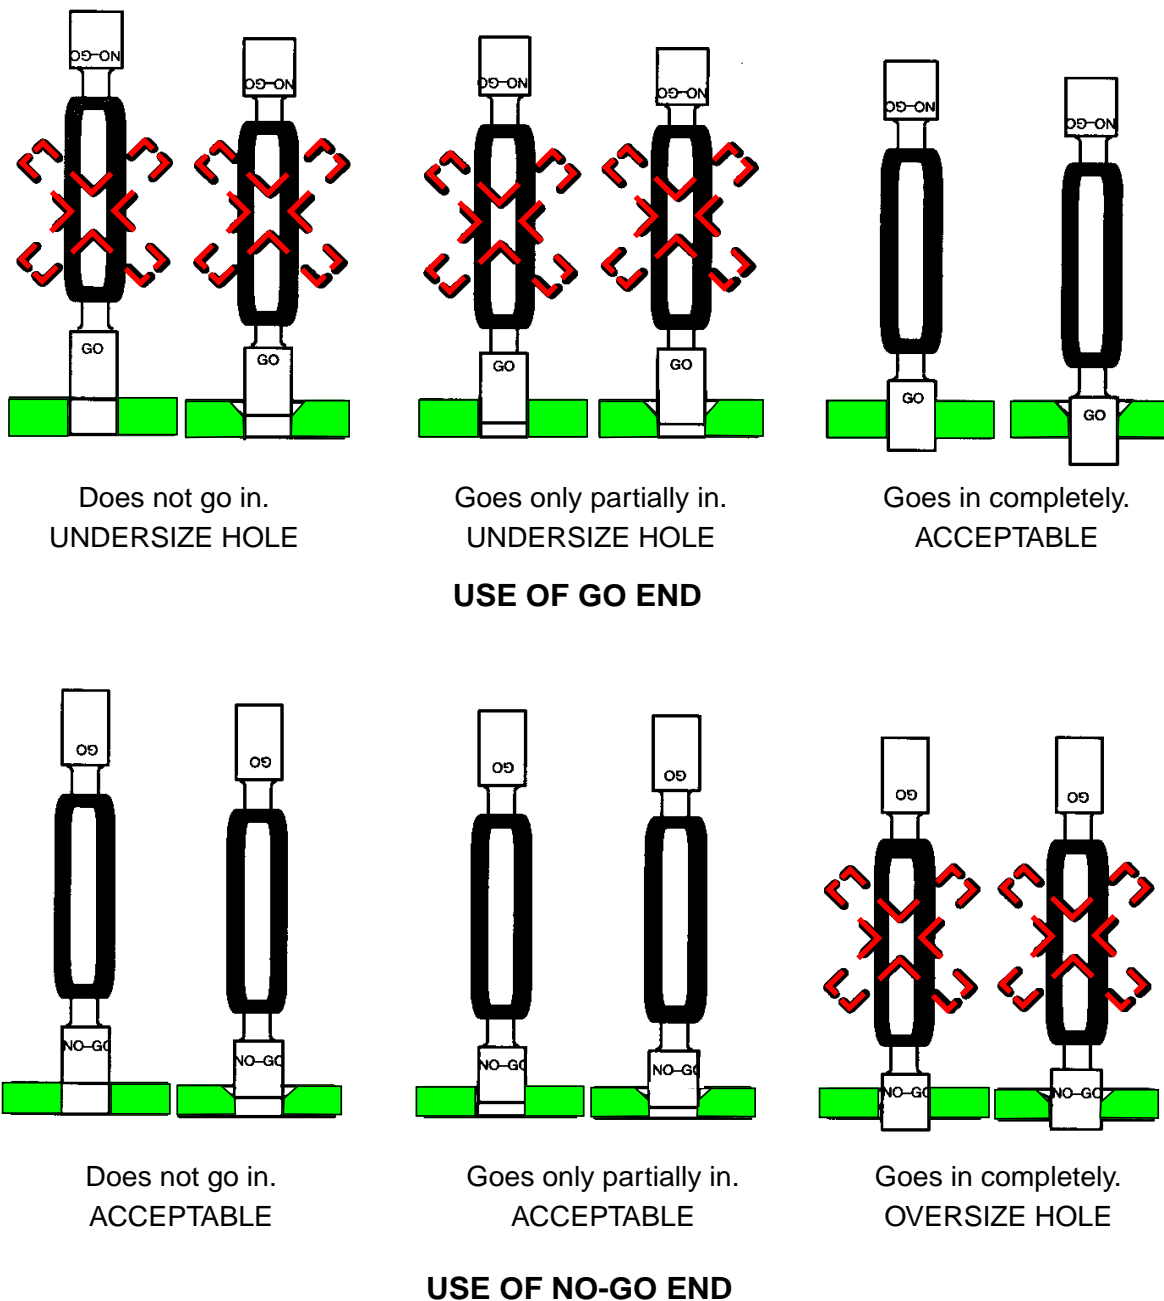 NO-GO NO-GO NO-GO NO-GO NO-GO NO-GO
GO GO GO GO GO GO
Does not go in. Goes only partially in. Goes in completely.
UNDERSIZE HOLE UNDERSIZE HOLE ACCEPTABLE
USE OF GO END
GO GO GO GO GO GO
NO-GO NO-GO NO-GO NO-GO NO-GO NO-GO
Does not go in. Goes only partially in. Goes in completely.
ACCEPTABLE ACCEPTABLE OVERSIZE HOLE
USE OF NO-GO END